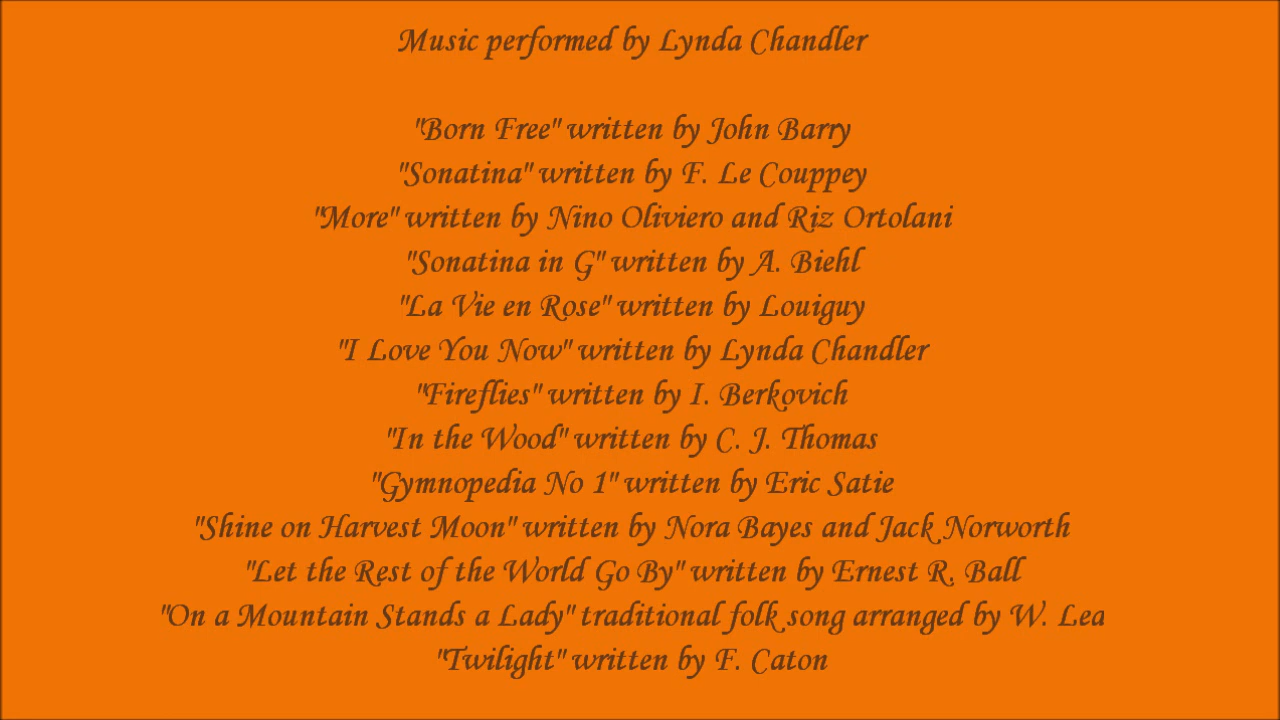 Music performed by Lynda Chandler
"Born Free" written by John Barry
"Sonatina" written by F. Le Couppey
"More" written by Nino Oliviero and Riz Ortolani
"Sonatina in G" written by A. Biehl
"La Vie en Rose" written by Louiguy
"I Love You Now" written by Lynda Chandler
"Fireflies" written by I. Berkovich
"In the Wood" written by C. J. Thomas
"Gymnopedia No 1" written by Eric Satie
"Shine on Harvest Moon" written by Nora Bayes and Jack Norworth
"Let the Rest of the World Go By" written by Ernest R. Ball
"On a Mountain Stands a Lady" traditional folk song arranged by W. Lea
"Twilight" written by F. Caton